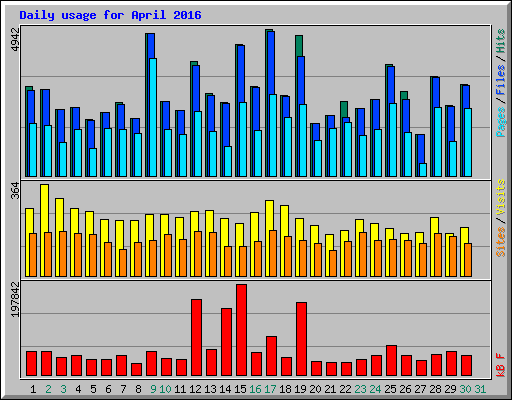 Daily usage for April 2016
4942
Pages / Files / Hits
364
Sites / Visits
197842
kB F
1 2 3 4 5 6 7 8 9 10 11 12 13 14 15 16 17 18 19 20 21 22 23 24 25 26 27 28 29 30 31